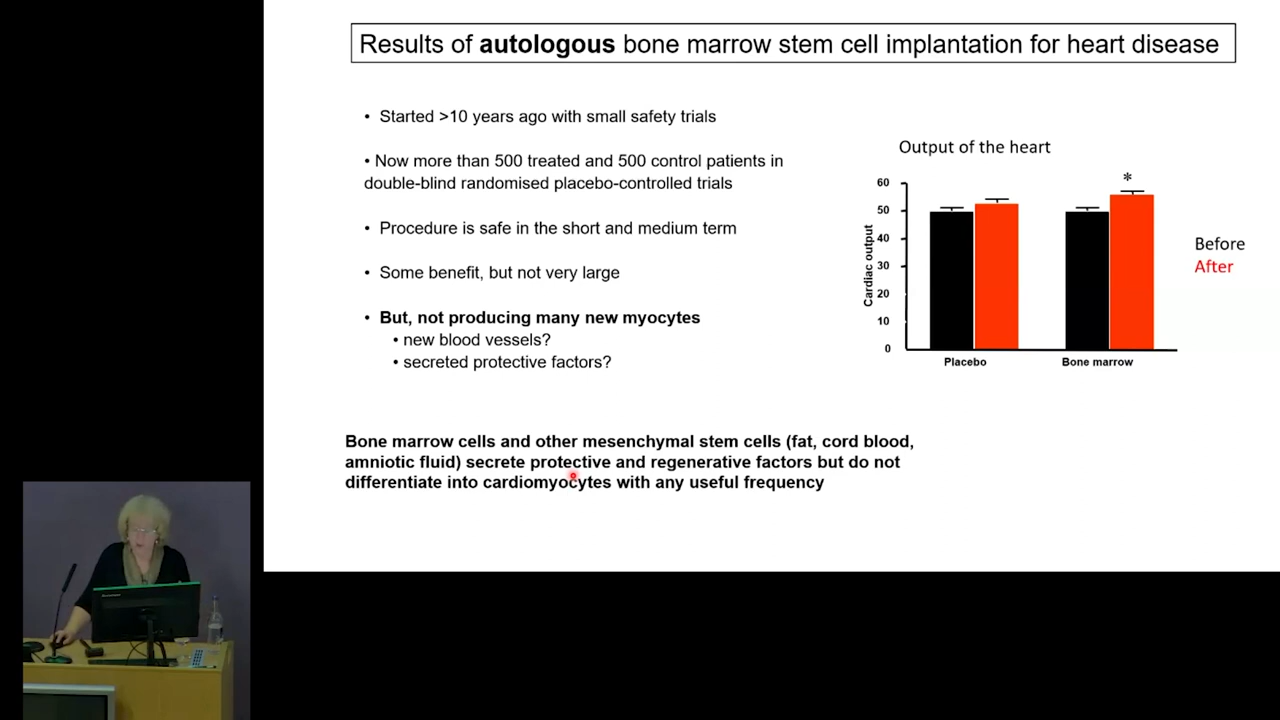 Results of autologous bone marrow stem cell implantation for heart disease
• Started >10 years ago with small safety trials
• Now more than 500 treated and 500 control patients in
double-blind randomised placebo-controlled trials
• Procedure is safe in the short and medium term
• Some benefit, but not very large
• But, not producing many new myocytes
• new blood vessels?
• secreted protective factors?
Output of the heart
Cardiac output
60
50
40
30
20
10
0
*
Placebo
Bone marrow
Before
After
Bone marrow cells and other mesenchymal stem cells (fat, cord blood,
amniotic fluid) secrete protective and regenerative factors but do not
differentiate into cardiomyocytes with any useful frequency